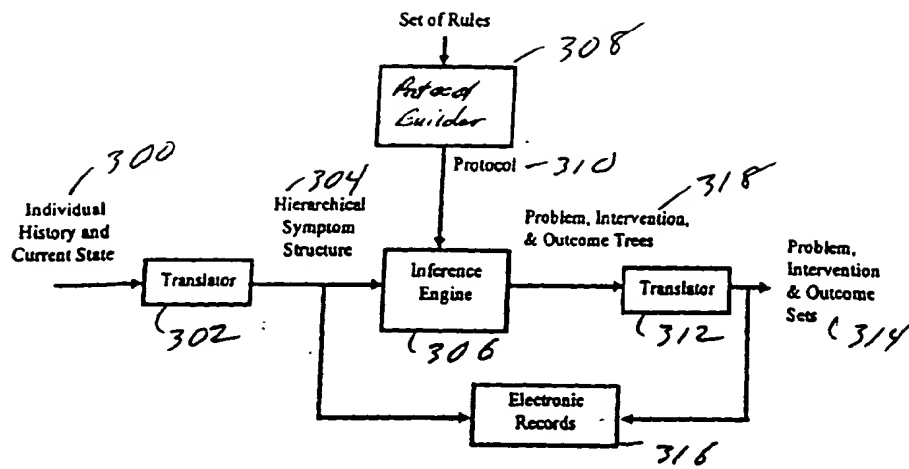 Set of Rules
308
Protocol
Builder
Protocol
310
300
Individual
History and
Current State
304
Hierarchical
Symptom
Structure
318
Problem, Intervention,
& Outcome Trees
Problem,
Intervention
& Outcome
Sets
314
Translator
302
Inference
Engine
306
Translator
312
Electronic
Records
316